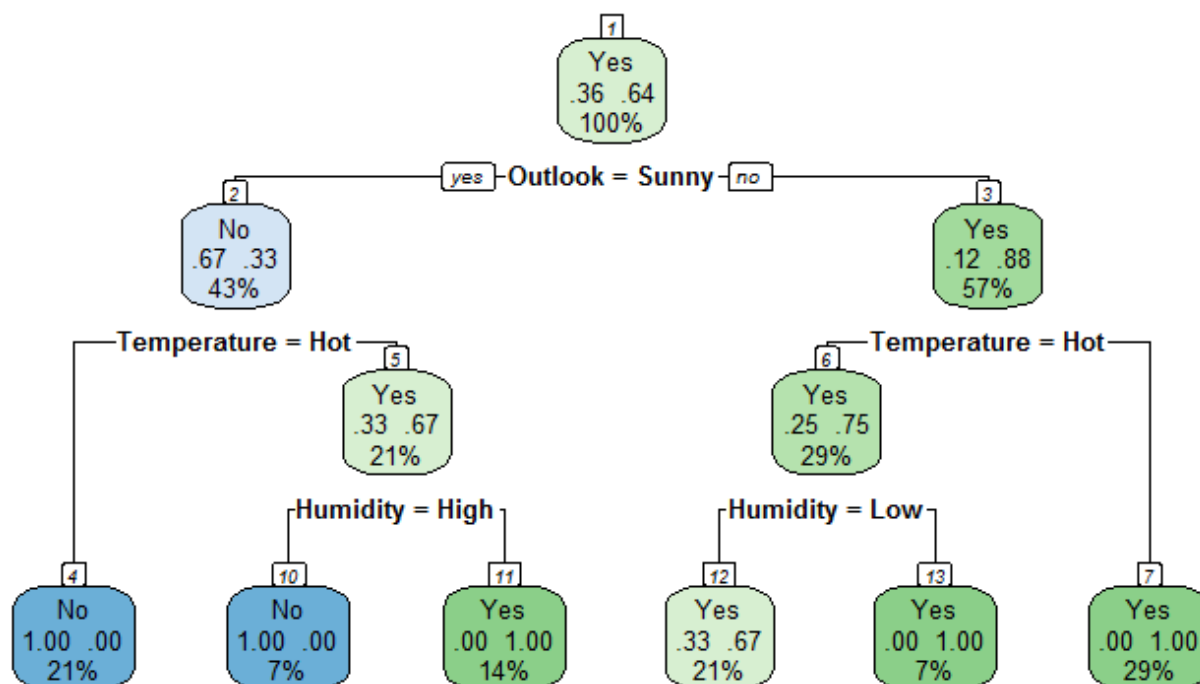 1
Yes
.36 .64
100%
yes Outlook = Sunny no
2
No
.67 .33
43%
3
Yes
.12 .88
57%
Temperature = Hot
5
Yes
.33 .67
21%
Temperature = Hot
6
Yes
.25 .75
29%
Humidity = High
Humidity = Low
4
No
1.00 .00
21%
10
No
1.00 .00
7%
11
Yes
.00 1.00
14%
12
Yes
.33 .67
21%
13
Yes
.00 1.00
7%
7
Yes
.00 1.00
29%